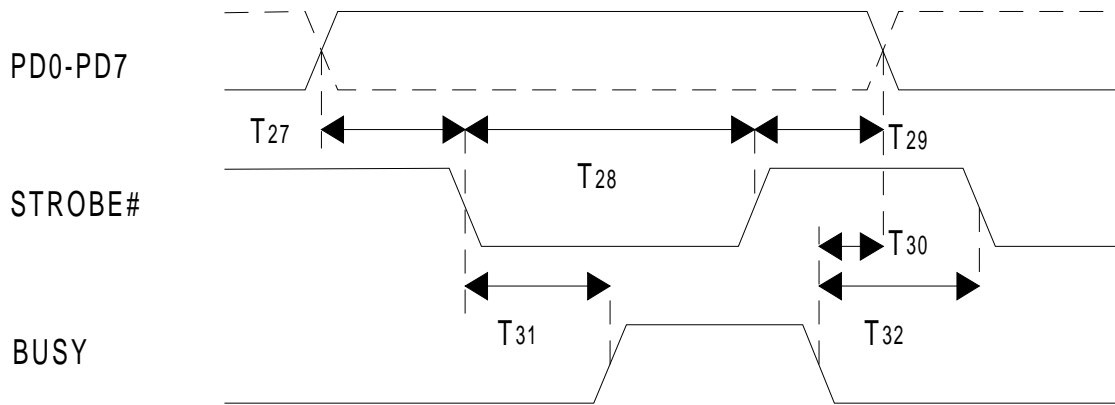 PD0-PD7
T27
T29
T28
STROBE#
T30
T31
T32
BUSY